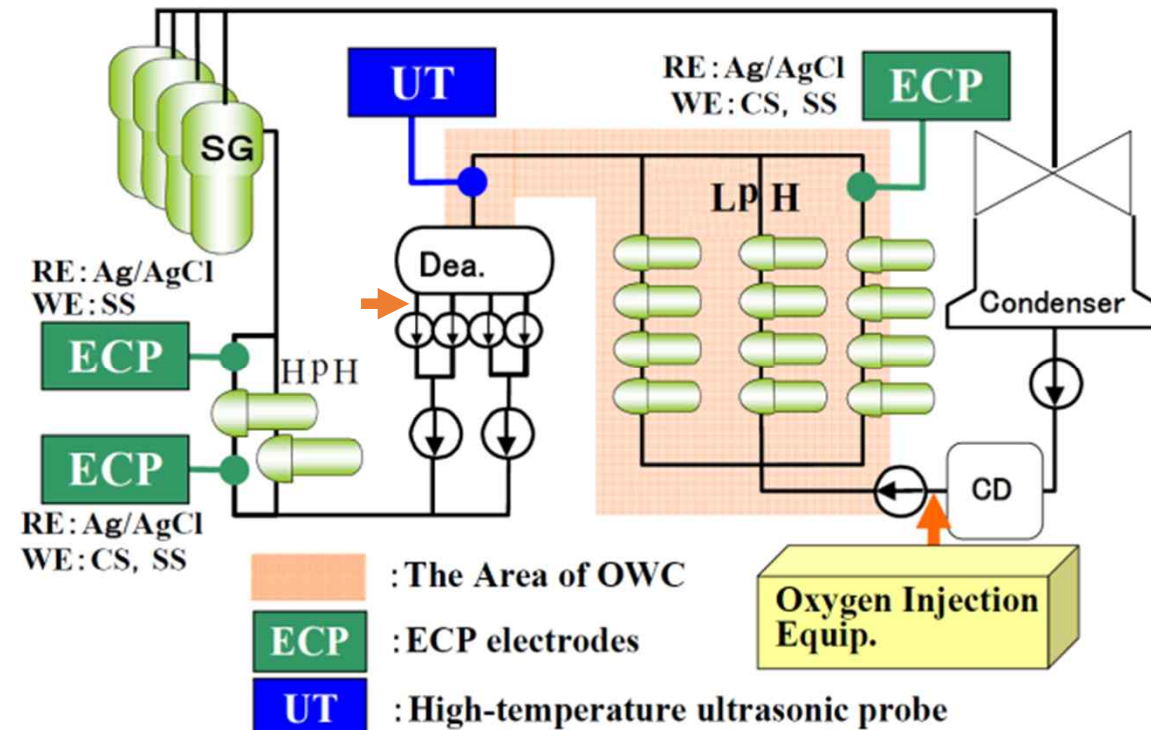 SG
UT
RE:Ag/AgCl
WE:CS, SS
ECP
LpH
Dea.
Condenser
RE:Ag/AgCl
WE:SS
ECP
HpH
ECP
RE:Ag/AgCl
WE:CS, SS
CD
:The Area of OWC
Oxygen Injection
Equip.
ECP :ECP electrodes
UT :High-temperature ultrasonic probe